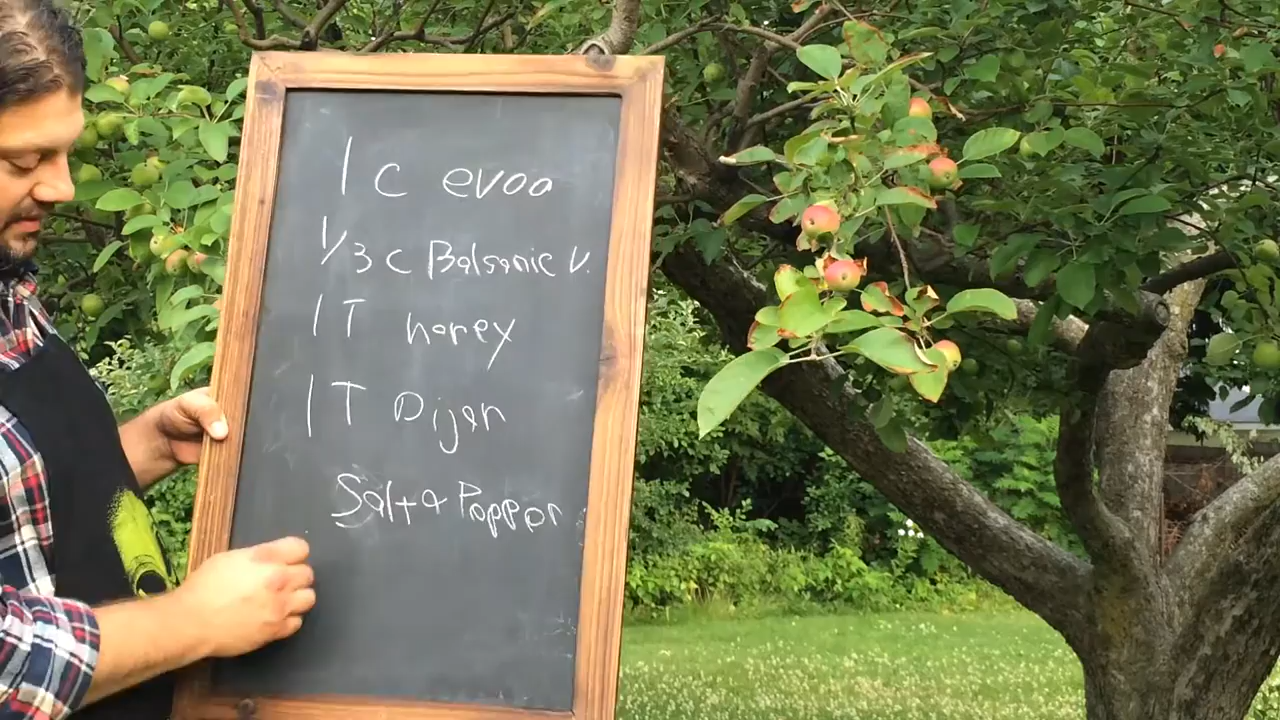 1 c evoo
1/3 c Balsamic V.
1 T honey
1 T Dijon
Salt & Pepper